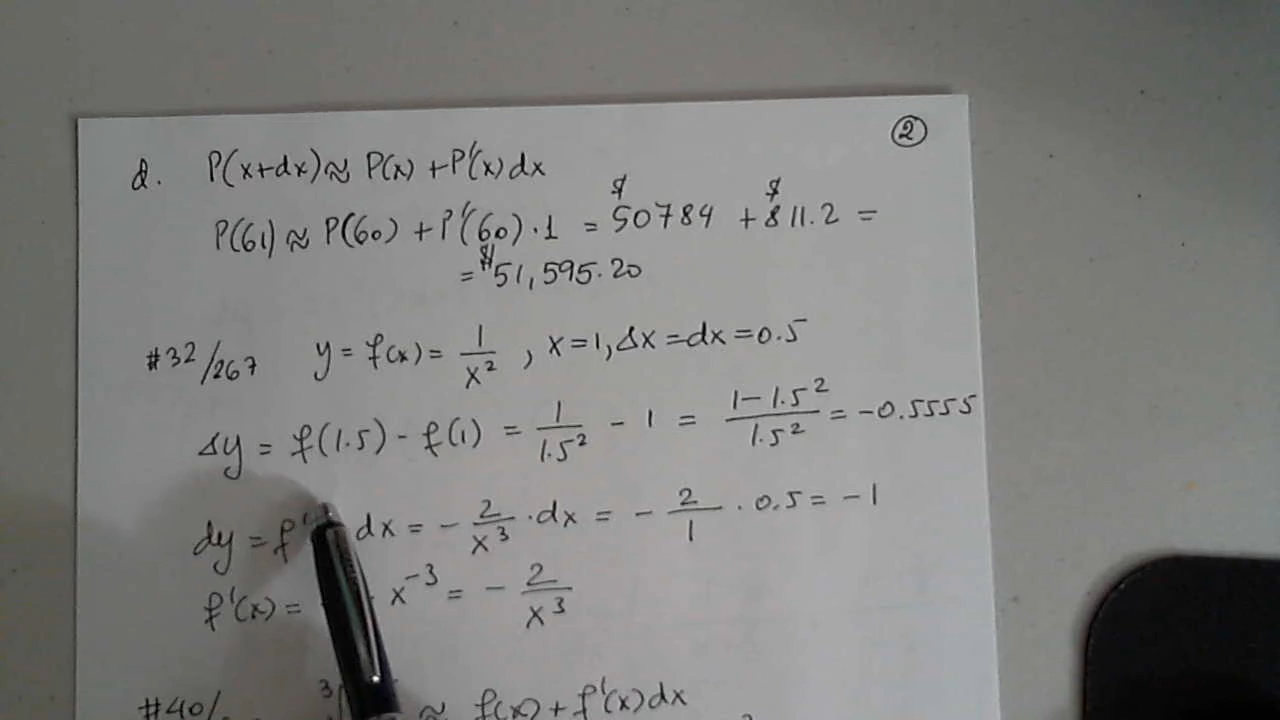 ②
d. P(x+dx)≈ P(x) +P'(x)dx
P(61) ≈ P(60) +P'(60)·1 = $50784 + $811.2 =
= $51,595.20
#32/267 y = f(x) = 1/x² , x=1, Δx=dx=0.5
Δy = f(1.5) - f(1) = 1/1.5² - 1 = (1-1.5²)/1.5² = -0.5555
dy = f' dx = - 2/x³ · dx = - 2/1 · 0.5 = -1
f'(x) = · x⁻³ = - 2/x³
#40/ 3 ≈ f(x) + f'(x)dx